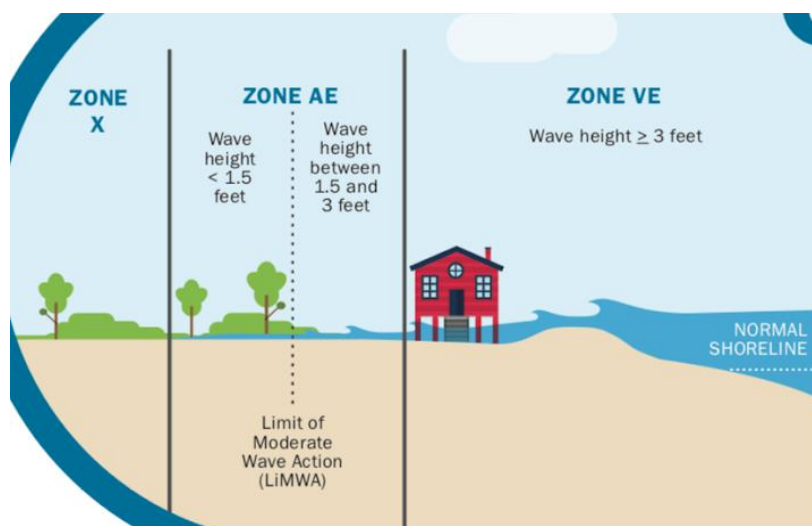 ZONE
X
ZONE AE
Wave
height
< 1.5
feet
Wave
height
between
1.5 and
3 feet
ZONE VE
Wave height ≥ 3 feet
NORMAL
SHORELINE
Limit of
Moderate
Wave Action
(LiMWA)